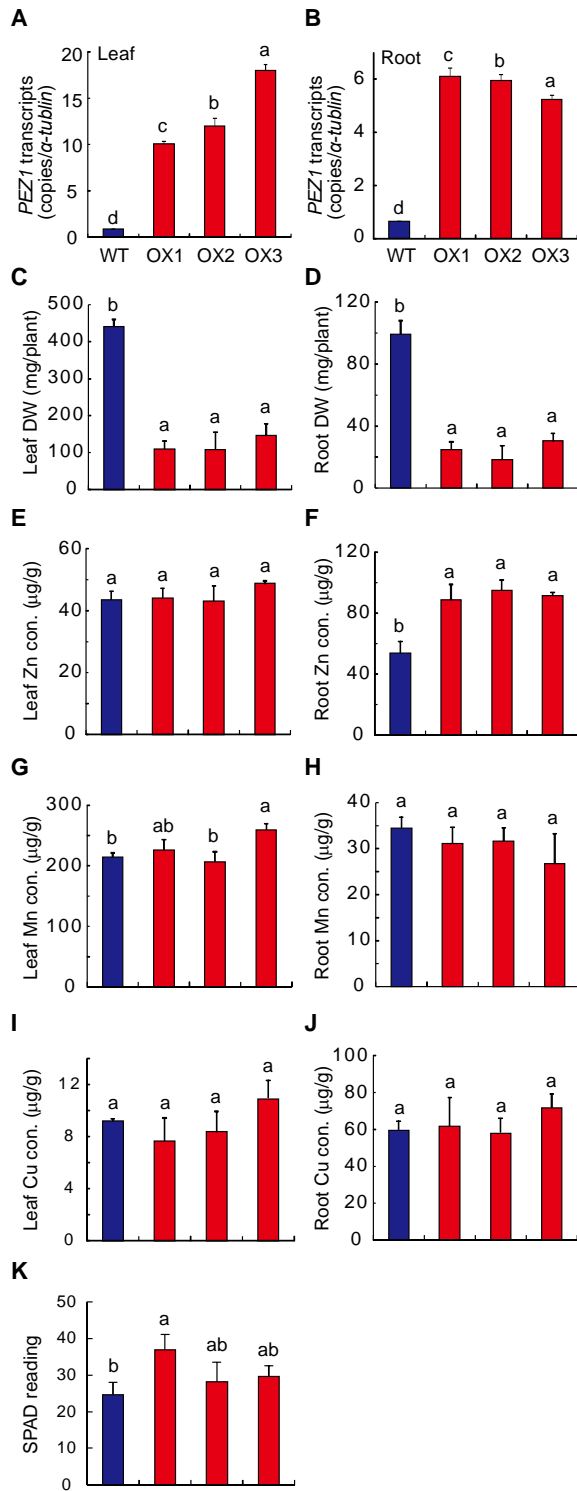 A
Leaf
PEZ1 transcripts
(copies/α-tublin)
20
15
10
5
0
d
c
b
a
WT
OX1
OX2
OX3
B
Root
PEZ1 transcripts
(copies/α-tublin)
6
4
2
0
d
c
b
a
WT
OX1
OX2
OX3
C
Leaf DW (mg/plant)
500
400
300
200
100
0
b
a
a
a
D
Root DW (mg/plant)
120
80
40
0
b
a
a
a
E
Leaf Zn con. (µg/g)
60
40
20
0
a
a
a
a
F
Root Zn con. (µg/g)
120
80
40
0
b
a
a
a
G
Leaf Mn con. (µg/g)
300
200
100
0
b
ab
b
a
H
Root Mn con. (µg/g)
40
30
20
10
0
a
a
a
a
I
Leaf Cu con. (µg/g)
12
8
4
0
a
a
a
a
J
Root Cu con. (µg/g)
100
80
60
40
20
0
a
a
a
a
K
SPAD reading
50
40
30
20
10
0
b
a
ab
ab